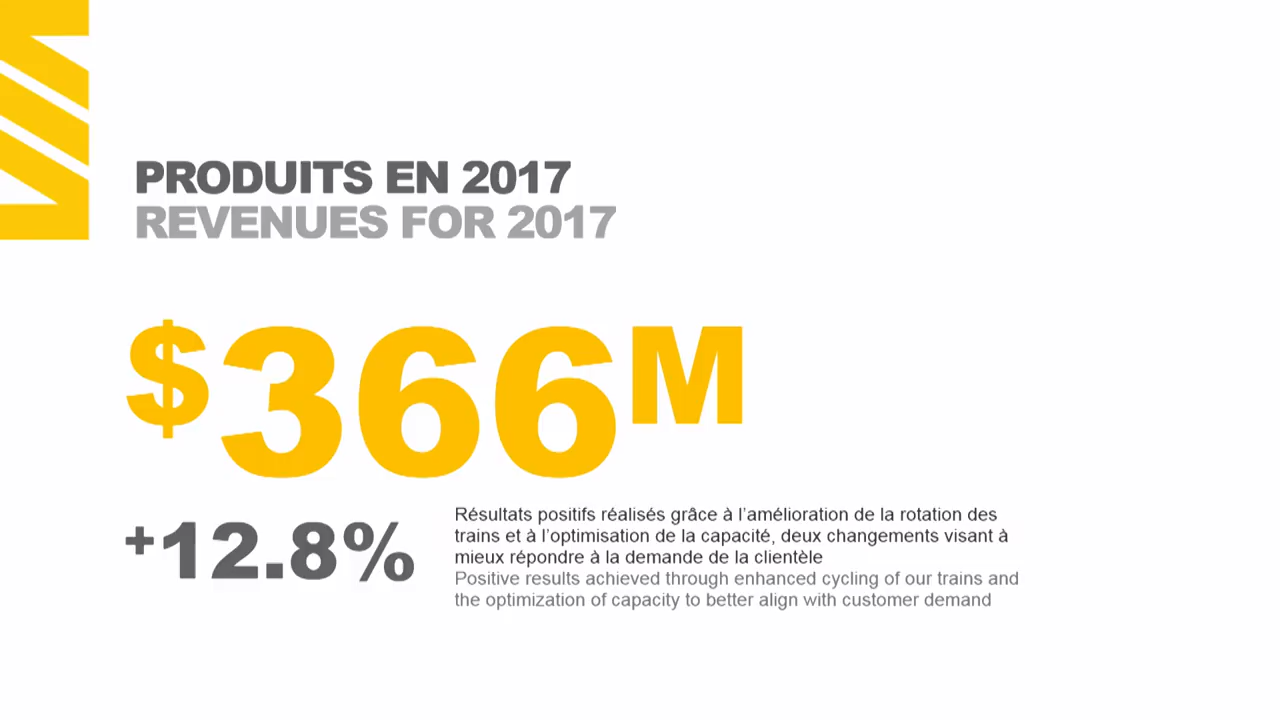 PRODUITS EN 2017
REVENUES FOR 2017
$366M
+12.8%
Résultats positifs réalisés grâce à l’amélioration de la rotation des
trains et à l’optimisation de la capacité, deux changements visant à
mieux répondre à la demande de la clientèle
Positive results achieved through enhanced cycling of our trains and
the optimization of capacity to better align with customer demand